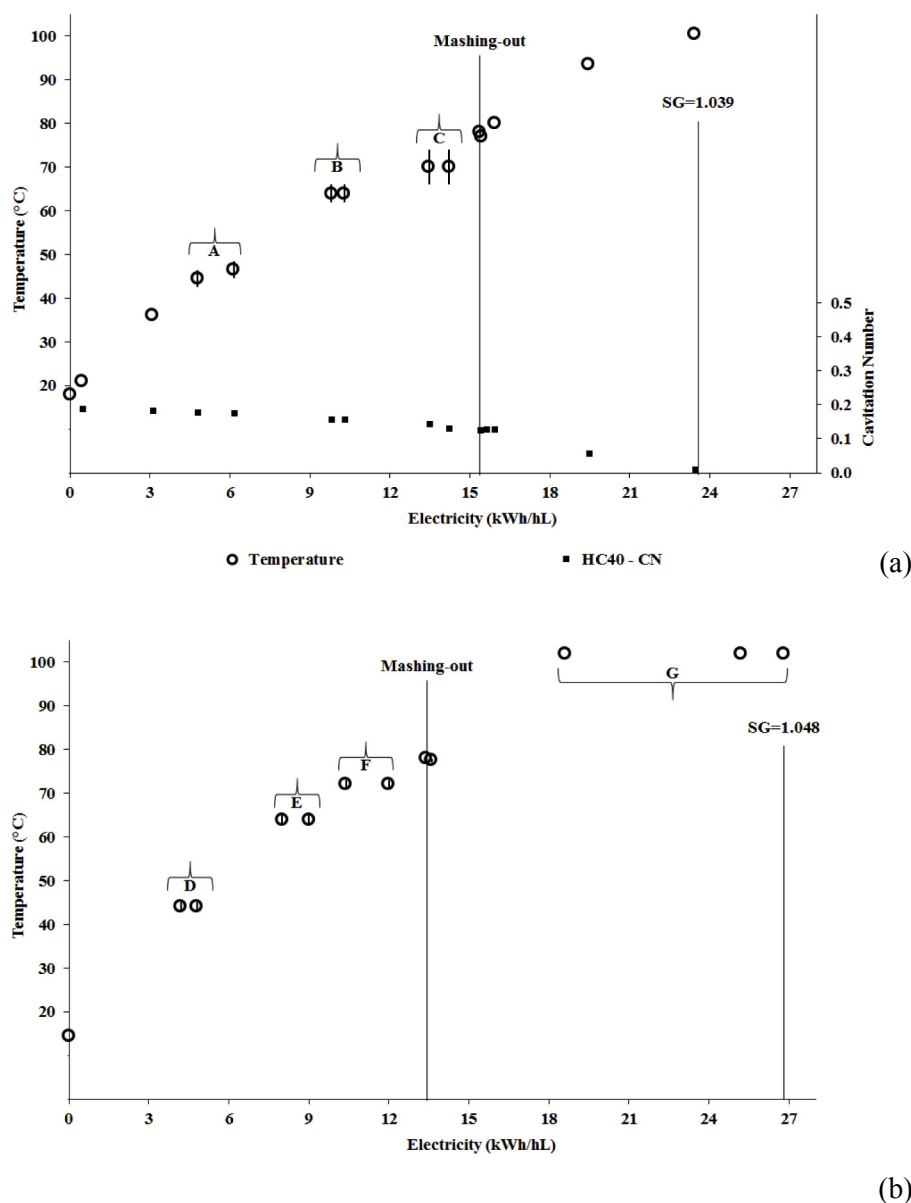 100
90
80
70
60
50
40
30
20
Temperature (°C)
Mashing-out
SG=1.039
A
B
C
0.5
0.4
0.3
0.2
0.1
0.0
Cavitation Number
0 3 6 9 12 15 18 21 24 27
Electricity (kWh/hL)
Temperature HC40 - CN
(a)
100
90
80
70
60
50
40
30
20
Temperature (°C)
Mashing-out
SG=1.048
D
E
F
G
0 3 6 9 12 15 18 21 24 27
Electricity (kWh/hL)
(b)